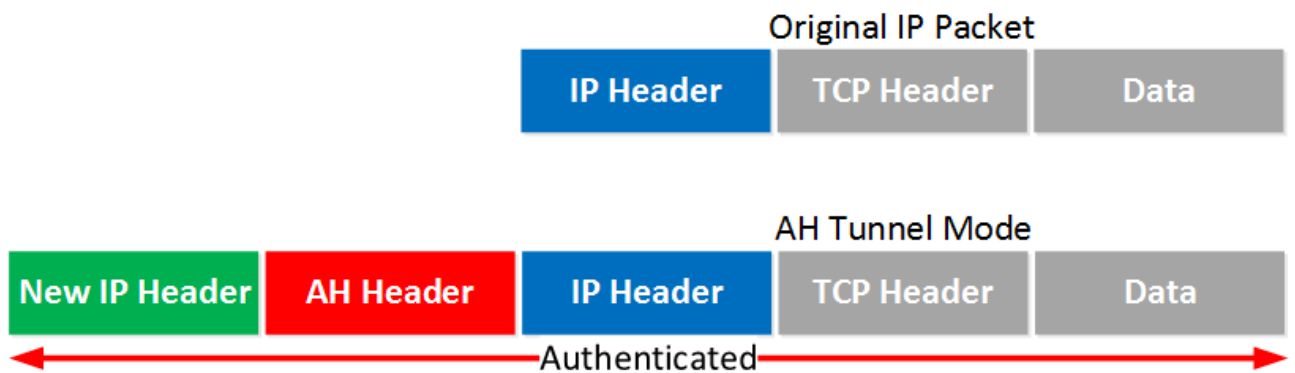 Original IP Packet
IP Header TCP Header Data
AH Tunnel Mode
New IP Header AH Header IP Header TCP Header Data
Authenticated